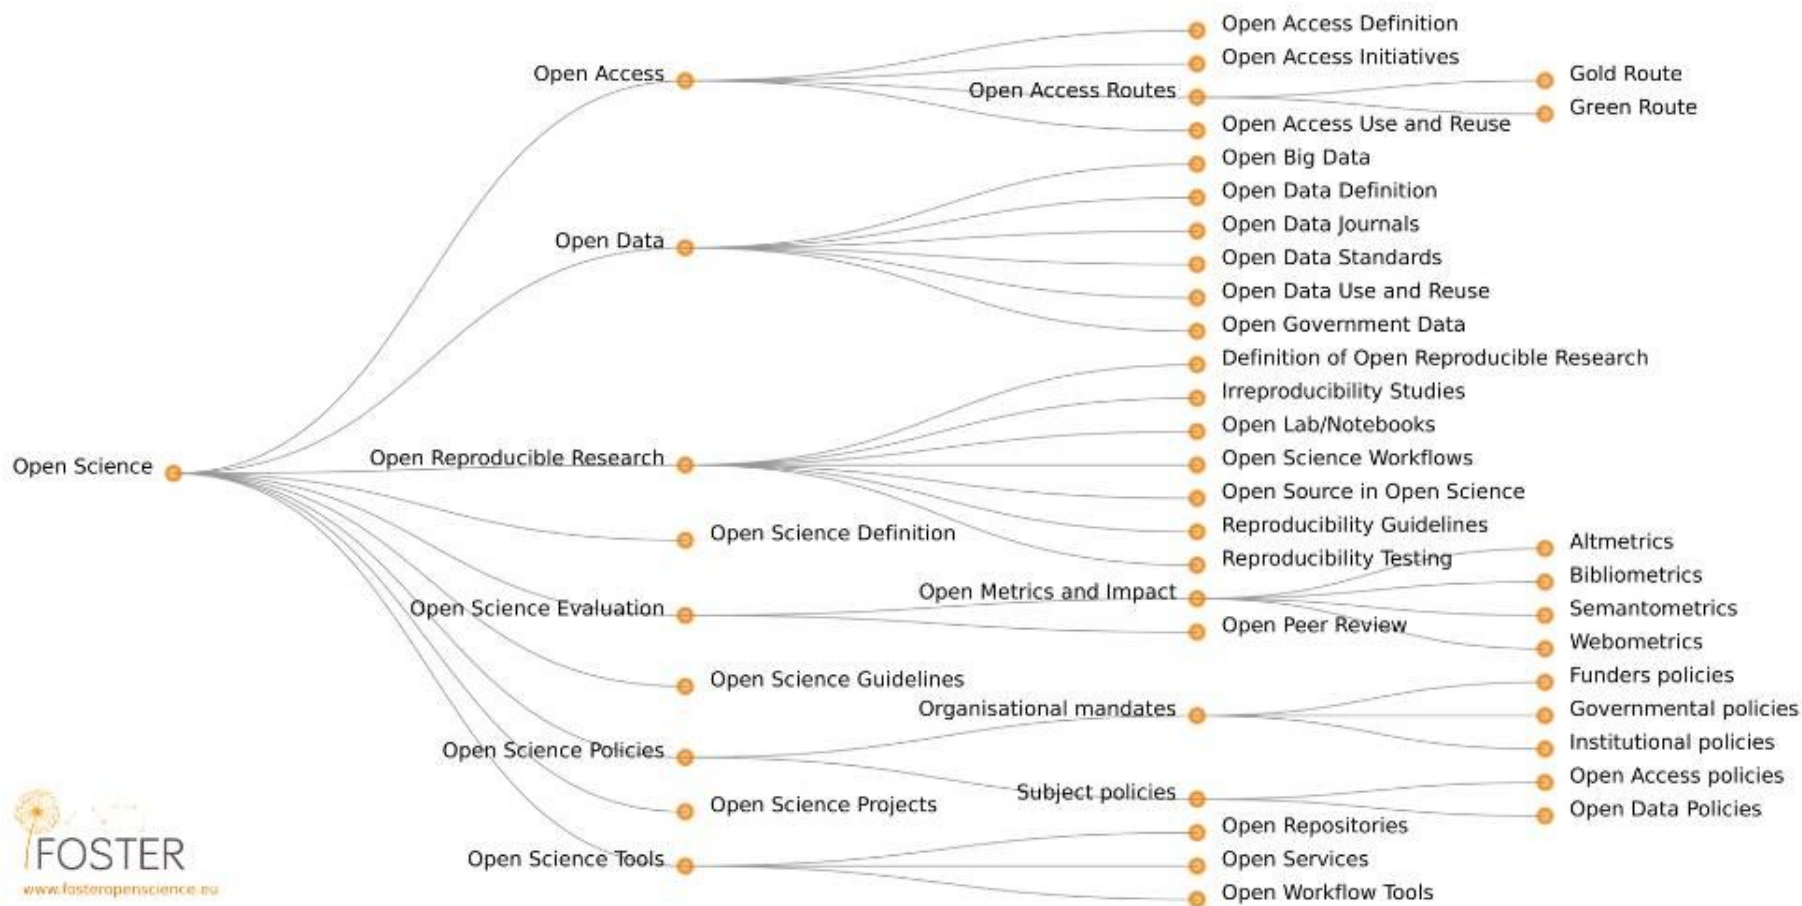 Open Science
Open Access
Open Access Definition
Open Access Initiatives
Open Access Routes
Gold Route
Green Route
Open Access Use and Reuse
Open Data
Open Big Data
Open Data Definition
Open Data Journals
Open Data Standards
Open Data Use and Reuse
Open Government Data
Open Reproducible Research
Definition of Open Reproducible Research
Irreproducibility Studies
Open Lab/Notebooks
Open Science Workflows
Open Source in Open Science
Reproducibility Guidelines
Reproducibility Testing
Open Science Definition
Open Science Evaluation
Open Metrics and Impact
Altmetrics
Bibliometrics
Semantometrics
Webometrics
Open Peer Review
Open Science Guidelines
Open Science Policies
Organisational mandates
Funders policies
Governmental policies
Institutional policies
Subject policies
Open Access policies
Open Data Policies
Open Science Projects
Open Science Tools
Open Repositories
Open Services
Open Workflow Tools
FOSTER
www.fosteropenscience.eu